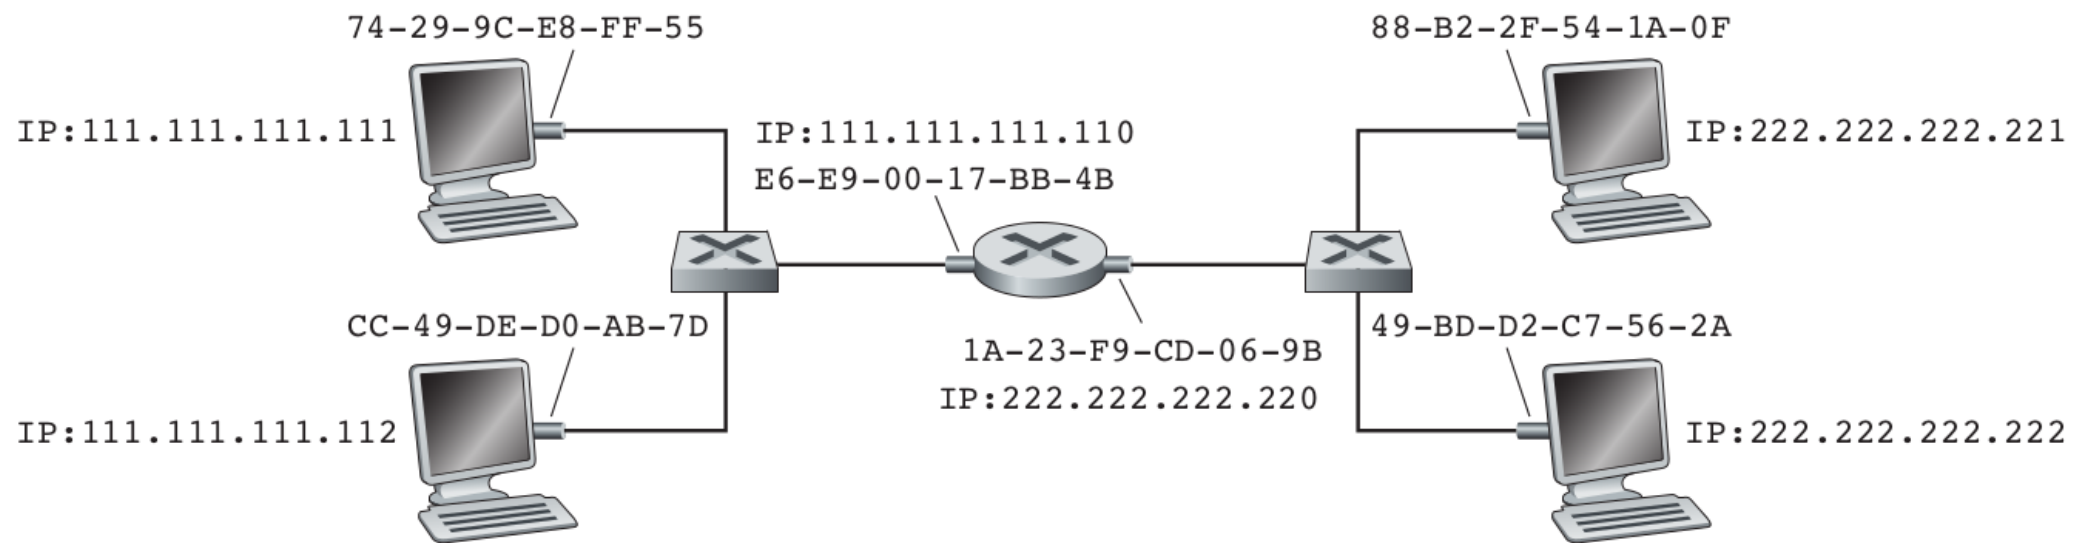 74-29-9C-E8-FF-55
88-B2-2F-54-1A-0F
IP:111.111.111.111
IP:111.111.111.110
IP:222.222.222.221
E6-E9-00-17-BB-4B
CC-49-DE-D0-AB-7D
49-BD-D2-C7-56-2A
1A-23-F9-CD-06-9B
IP:222.222.222.220
IP:111.111.111.112
IP:222.222.222.222